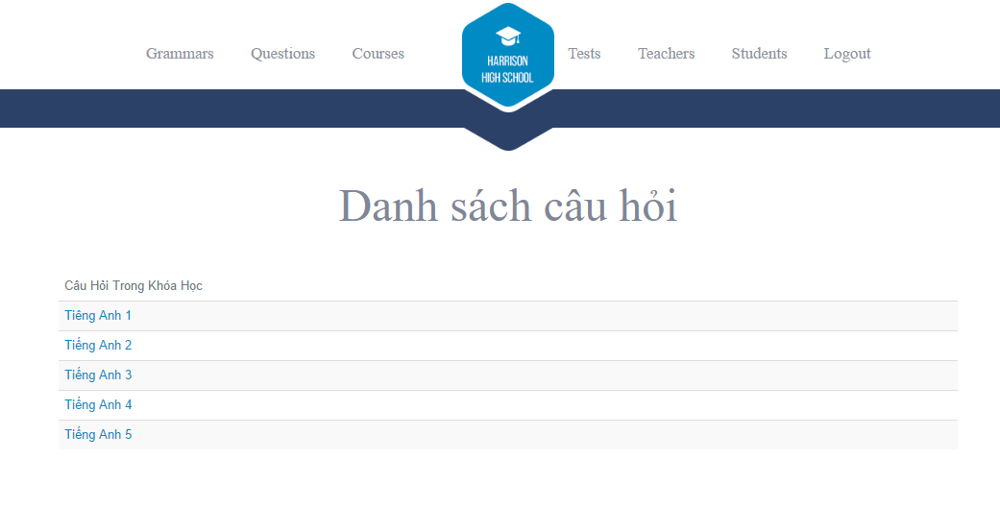 Grammars Questions Courses
HARRISON
HIGH SCHOOL
Tests Teachers Students Logout
Danh sách câu hỏi
Câu Hỏi Trong Khóa Học
Tiêng Anh 1
Tiếng Anh 2
Tiếng Anh 3
Tiếng Anh 4
Tiếng Anh 5